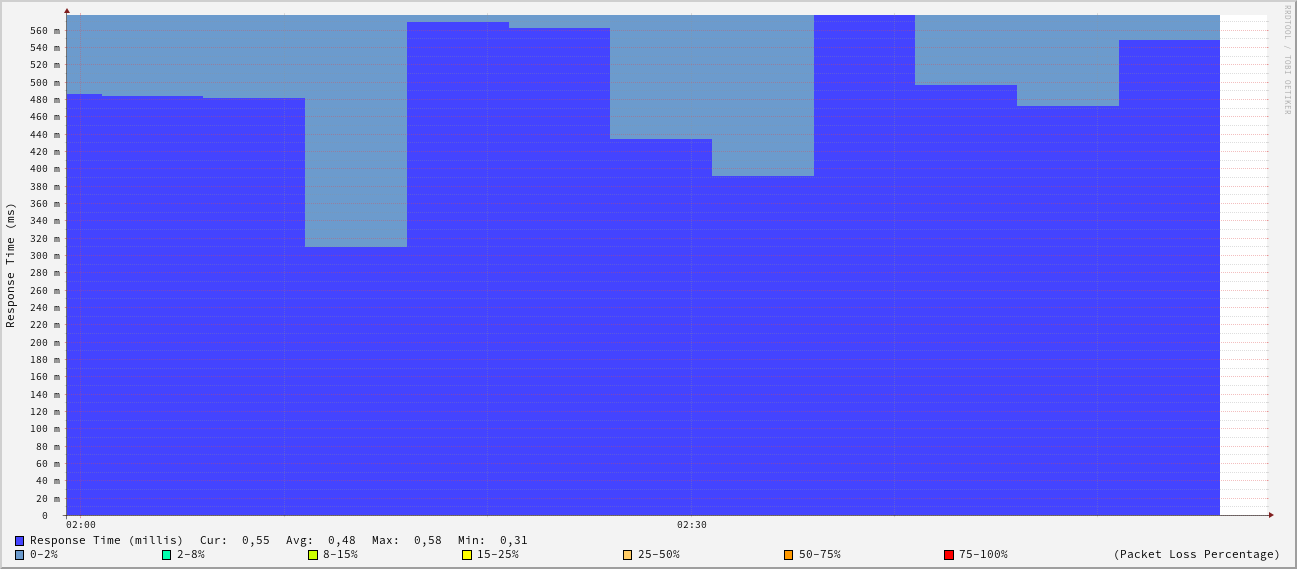 RRDTOOL / TOBI OETIKER
Response Time (ms)
560 m
540 m
520 m
500 m
480 m
460 m
440 m
420 m
400 m
380 m
360 m
340 m
320 m
300 m
280 m
260 m
240 m
220 m
200 m
180 m
160 m
140 m
120 m
100 m
80 m
60 m
40 m
20 m
0
02:00 02:30
Response Time (millis) Cur: 0,55 Avg: 0,48 Max: 0,58 Min: 0,31
0-2% 2-8% 8-15% 15-25% 25-50% 50-75% 75-100% (Packet Loss Percentage)